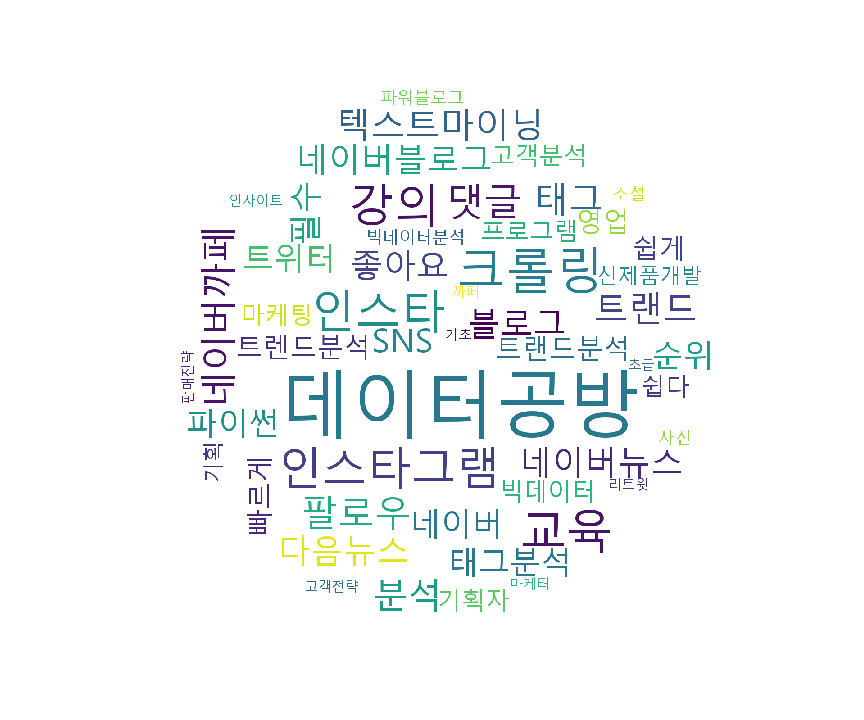 파워블로그
텍스트마이닝
네이버블로그
고객분석
인사이트
필수
강의
댓글
태그
소셜
영업
빅데이터분석
프로그램
쉽게
네이버까페
트위터
좋아요
크롤링
신제품개발
마케팅
인스타
까페
블로그
트랜드
트렌드분석
SNS
기초
트랜드분석
순위
판매전략
초급
쉽다
데이터공방
파이썬
사진
기획
빠르게
인스타그램
네이버뉴스
빅데이터
리트윗
팔로우
네이버
교육
다음뉴스
태그분석
고객전략
분석
기획자
마케터